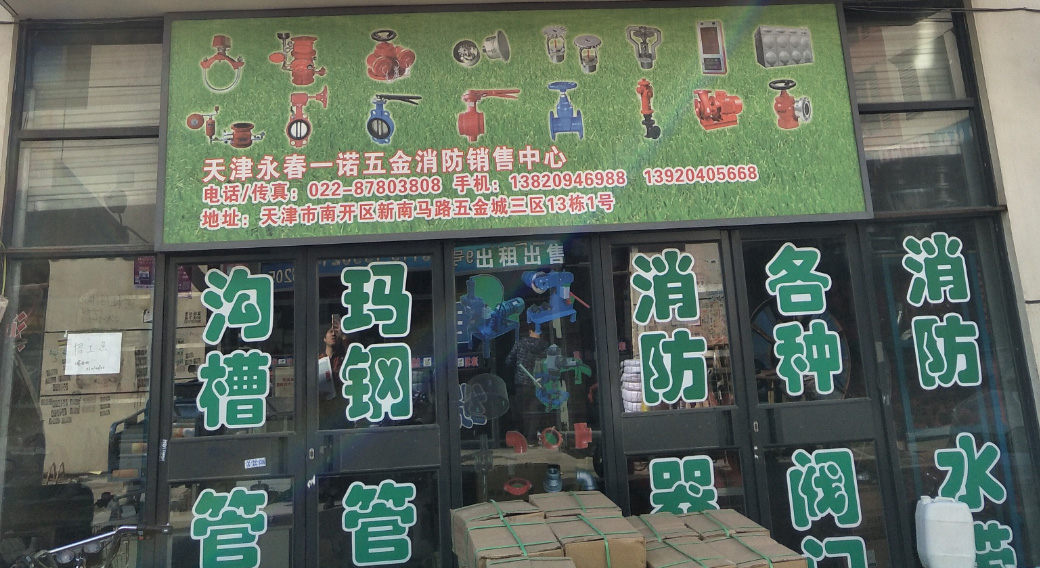 天津永春一诺五金消防销售中心
电话/传真：022-87803808 手机：13820946988 13920405668
地址：天津市南开区新南马路五金城三区13栋1号
出租出售
沟槽管
玛钢管
消防器
各种阀门
消防水带